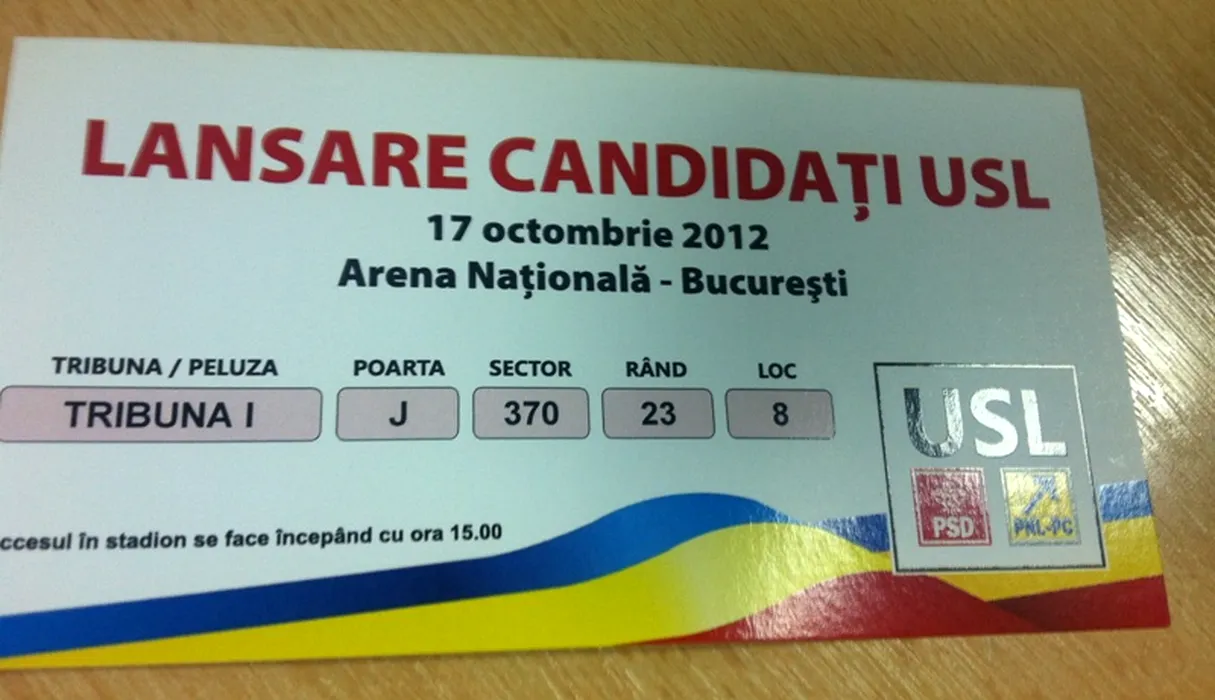 LANSARE CANDIDAȚI USL
17 octombrie 2012
Arena Națională - București
TRIBUNA / PELUZA POARTA SECTOR RÂND LOC
TRIBUNA I J 370 23 8
USL
PSD PNL-PC
ccesul în stadion se face începând cu ora 15.00